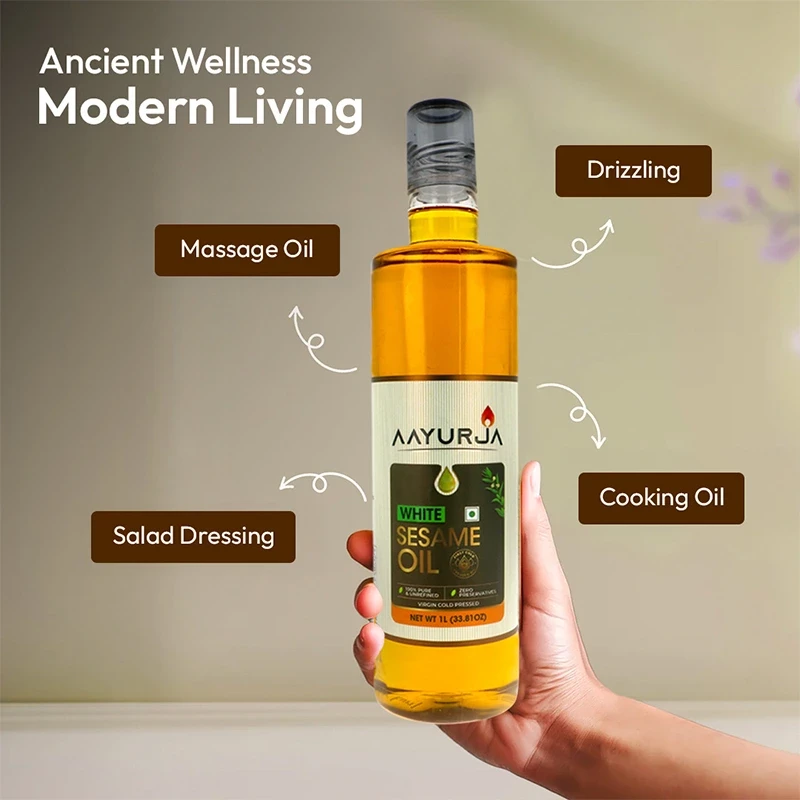 Ancient Wellness
Modern Living
Drizzling
Massage Oil
Cooking Oil
Salad Dressing
AAYURJA
WHITE
SESAME
OIL
100% PURE
& UNREFINED
ZERO
PRESERVATIVES
VIRGIN COLD PRESSED
NET WT 1L (33.81OZ)